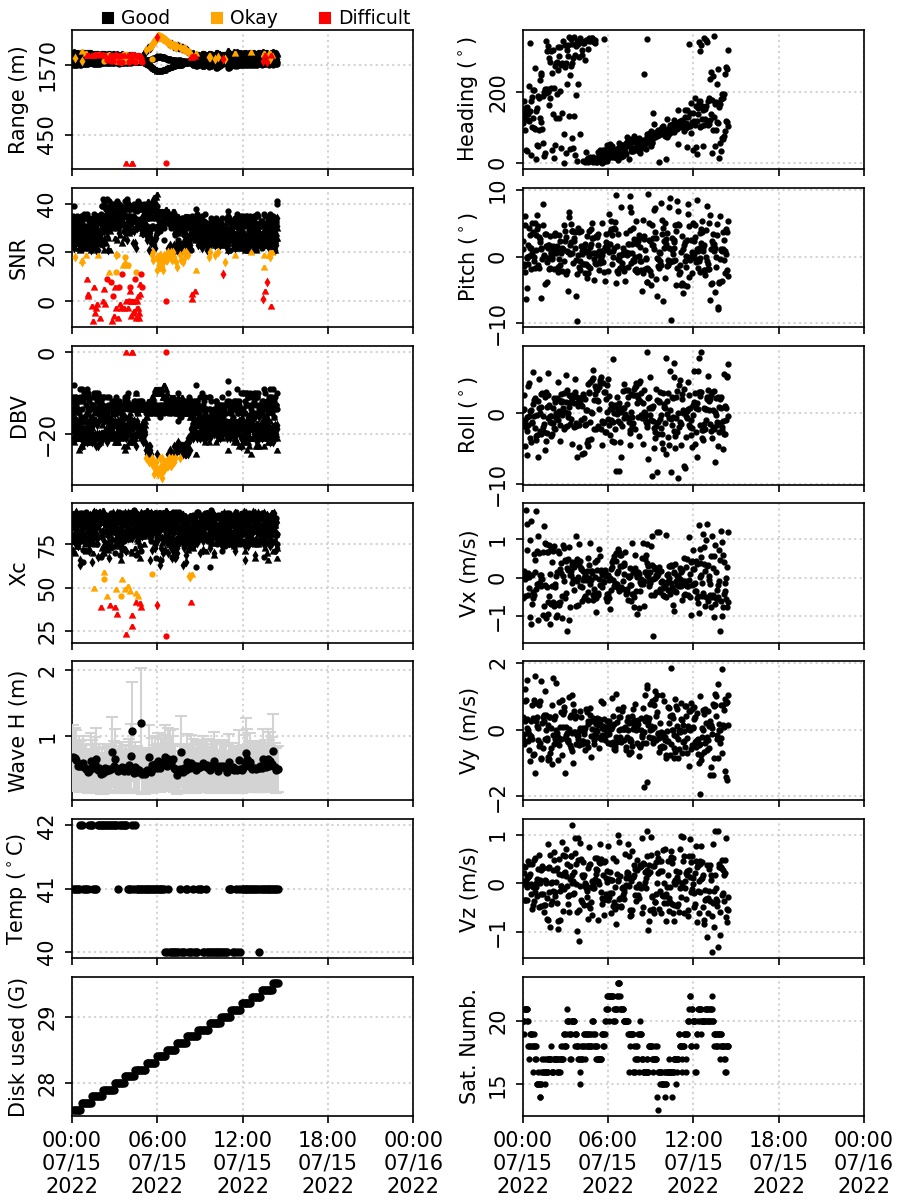 Good Okay Difficult
Range (m)
1570
450
Heading (°)
200
0
SNR
40
20
0
Pitch (°)
10
0
−10
DBV
0
−20
Roll (°)
0
−10
Xc
75
50
25
Vx (m/s)
1
0
−1
Wave H (m)
2
1
Vy (m/s)
2
0
−2
Temp (°C)
42
41
40
Vz (m/s)
1
0
−1
Disk used (G)
29
28
Sat. Numb.
20
15
00:00 06:00 12:00 18:00 00:00
07/15 07/15 07/15 07/15 07/16
2022 2022 2022 2022 2022
00:00 06:00 12:00 18:00 00:00
07/15 07/15 07/15 07/15 07/16
2022 2022 2022 2022 2022